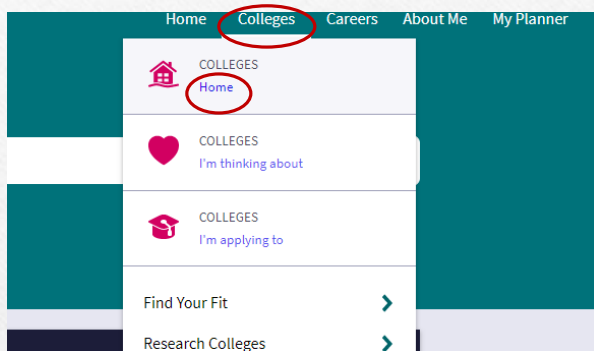 Home Colleges Careers About Me My Planner
COLLEGES
Home
COLLEGES
I'm thinking about
COLLEGES
I'm applying to
Find Your Fit
Research Colleges